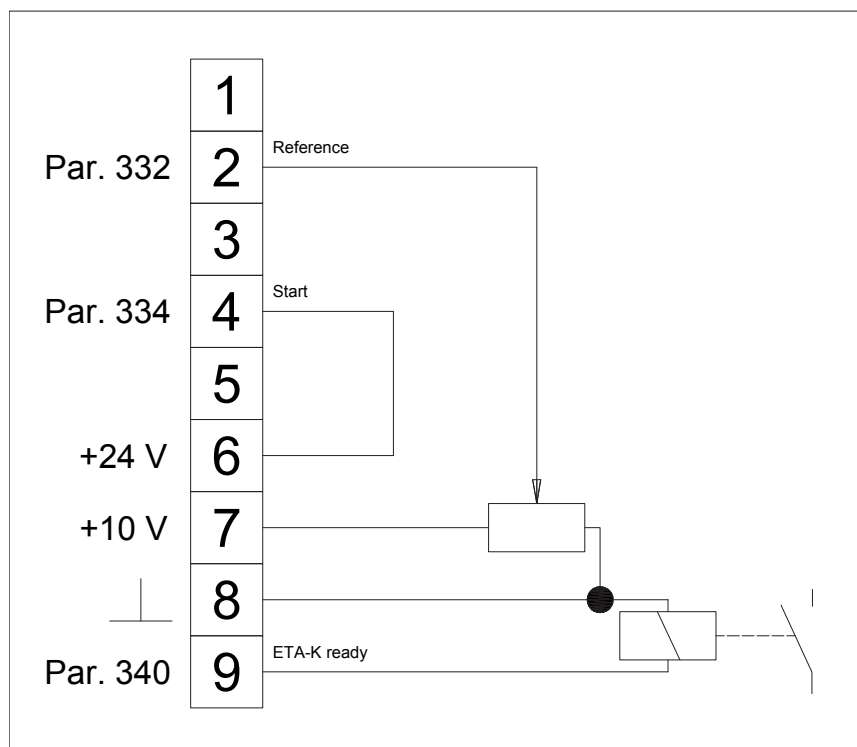 1
Par. 332 2 Reference
3
Par. 334 4 Start
5
+24 V 6
+10 V 7
8
Par. 340 9 ETA-K ready